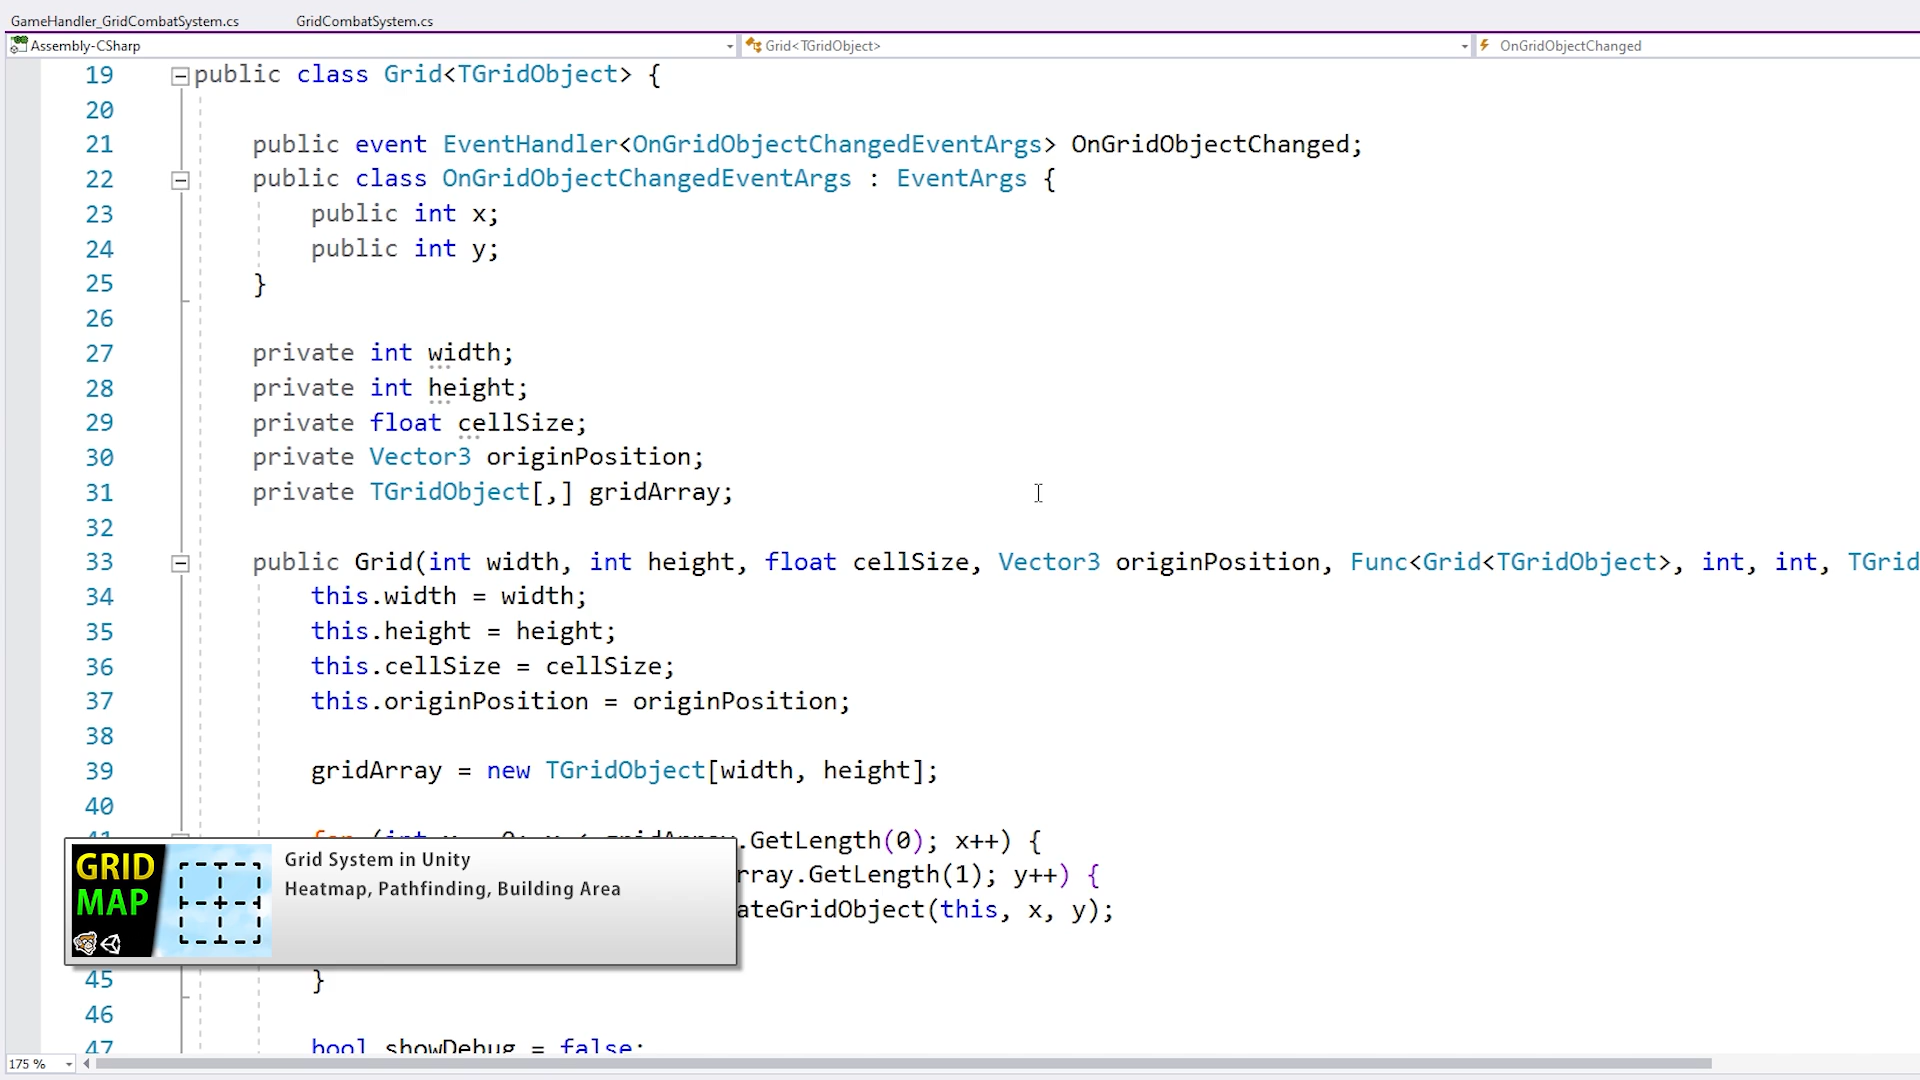 GameHandler_GridCombatSystem.cs GridCombatSystem.cs
Assembly-CSharp Grid<TGridObject> OnGridObjectChanged
19 public class Grid<TGridObject> {
20
21 public event EventHandler<OnGridObjectChangedEventArgs> OnGridObjectChanged;
22 public class OnGridObjectChangedEventArgs : EventArgs {
23 public int x;
24 public int y;
25 }
26
27 private int width;
28 private int height;
29 private float cellSize;
30 private Vector3 originPosition;
31 private TGridObject[,] gridArray;
32
33 public Grid(int width, int height, float cellSize, Vector3 originPosition, Func<Grid<TGridObject>, int, int, TGrid
34 this.width = width;
35 this.height = height;
36 this.cellSize = cellSize;
37 this.originPosition = originPosition;
38
39 gridArray = new TGridObject[width, height];
40
.GetLength(0); x++) {
rray.GetLength(1); y++) {
ateGridObject(this, x, y);
GRID
MAP
Grid System in Unity
Heatmap, Pathfinding, Building Area
45 }
46
47 bool showDebug = false;
175 %